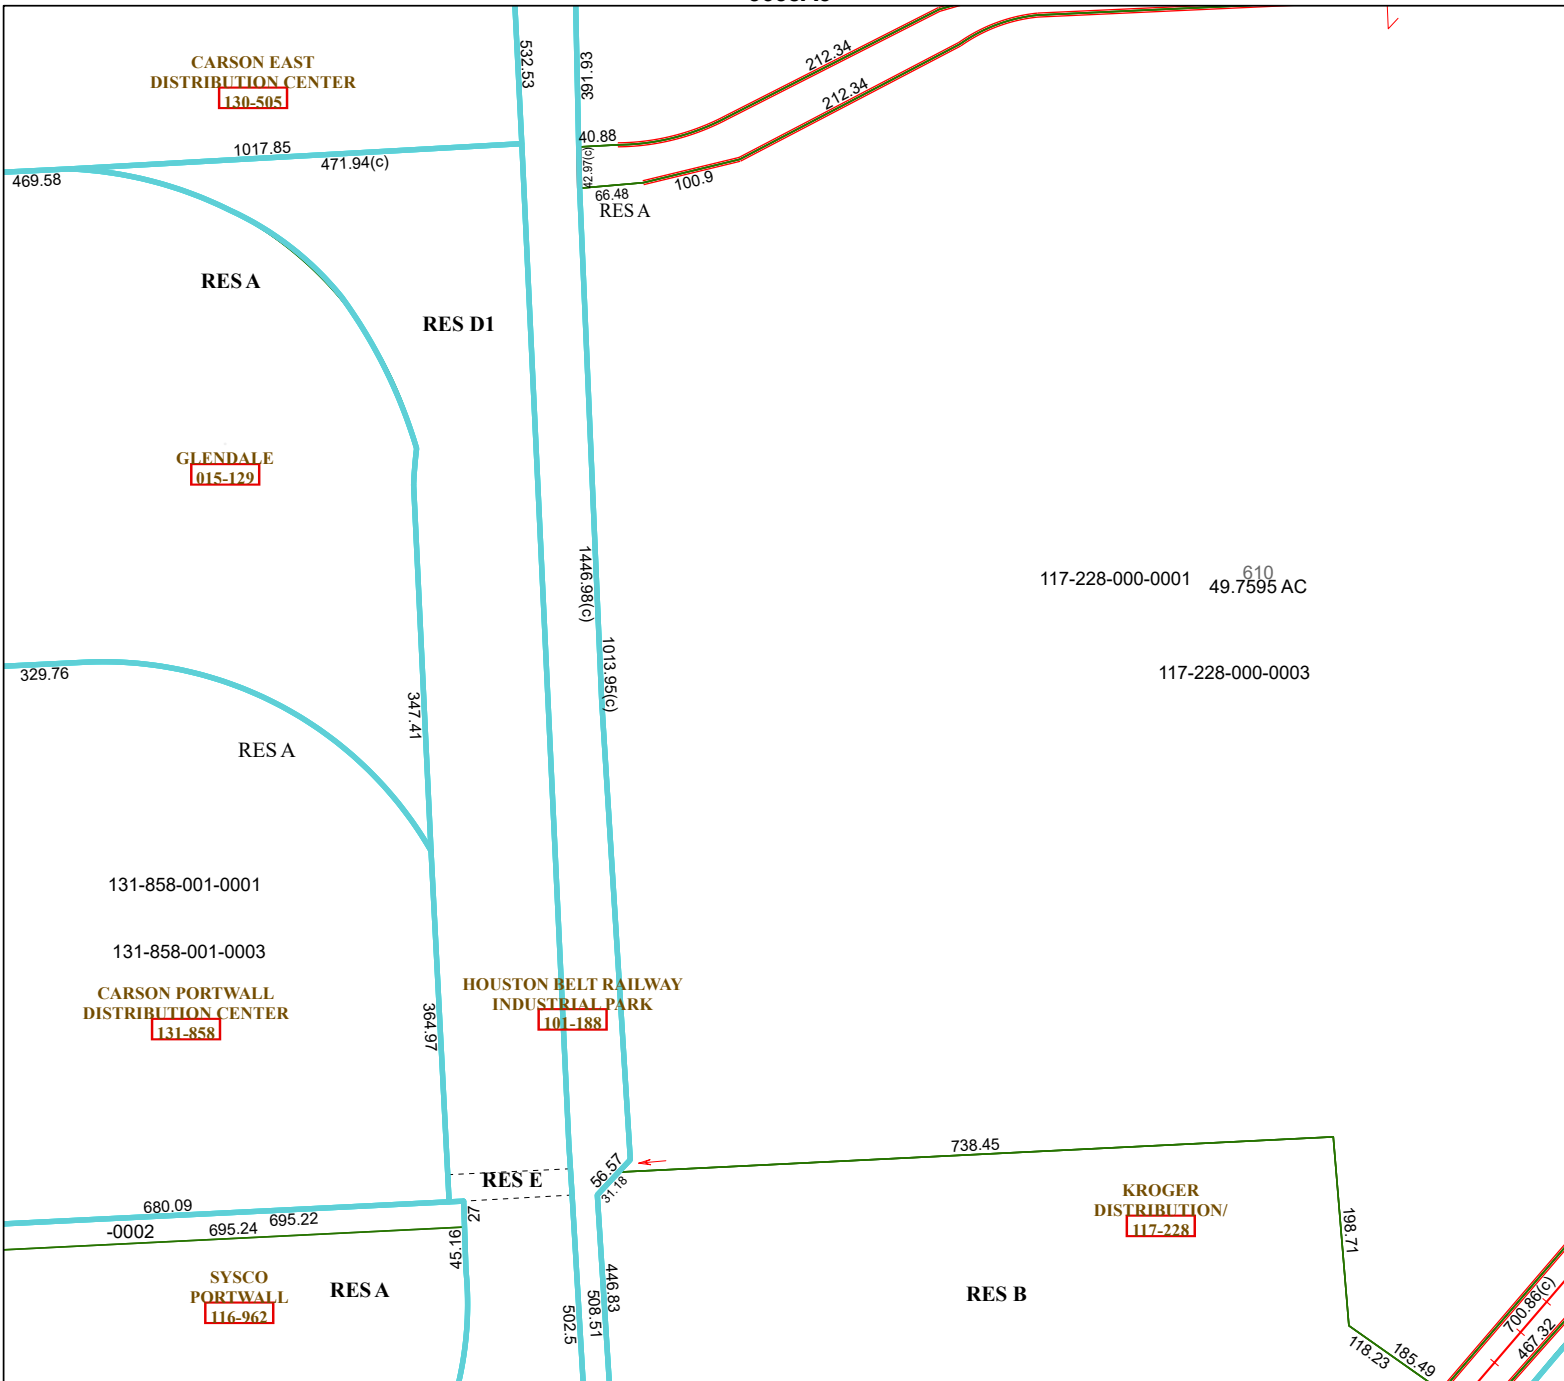 CARSON EAST
DISTRIBUTION CENTER
130-505
532.53
391.93
212.34
212.34
1017.85
471.94(c)
469.58
40.88
42.97(c)
66.48
100.9
RES A
RES A
RES D1
GLENDALE
015-129
1446.98(c)
1013.95(c)
117-228-000-0001
610
49.7595 AC
117-228-000-0003
329.76
347.41
RES A
131-858-001-0001
131-858-001-0003
CARSON PORTWALL
DISTRIBUTION CENTER
131-858
364.97
HOUSTON BELT RAILWAY
INDUSTRIAL PARK
101-188
738.45
56.57
31.18
RES E
680.09
695.22
695.24
-0002
27
45.16
KROGER
DISTRIBUTION/
117-228
198.71
SYSCO
PORTWALL
116-962
RES A
446.83
508.51
502.5
RES B
700.86(c)
467.32
118.23
185.49